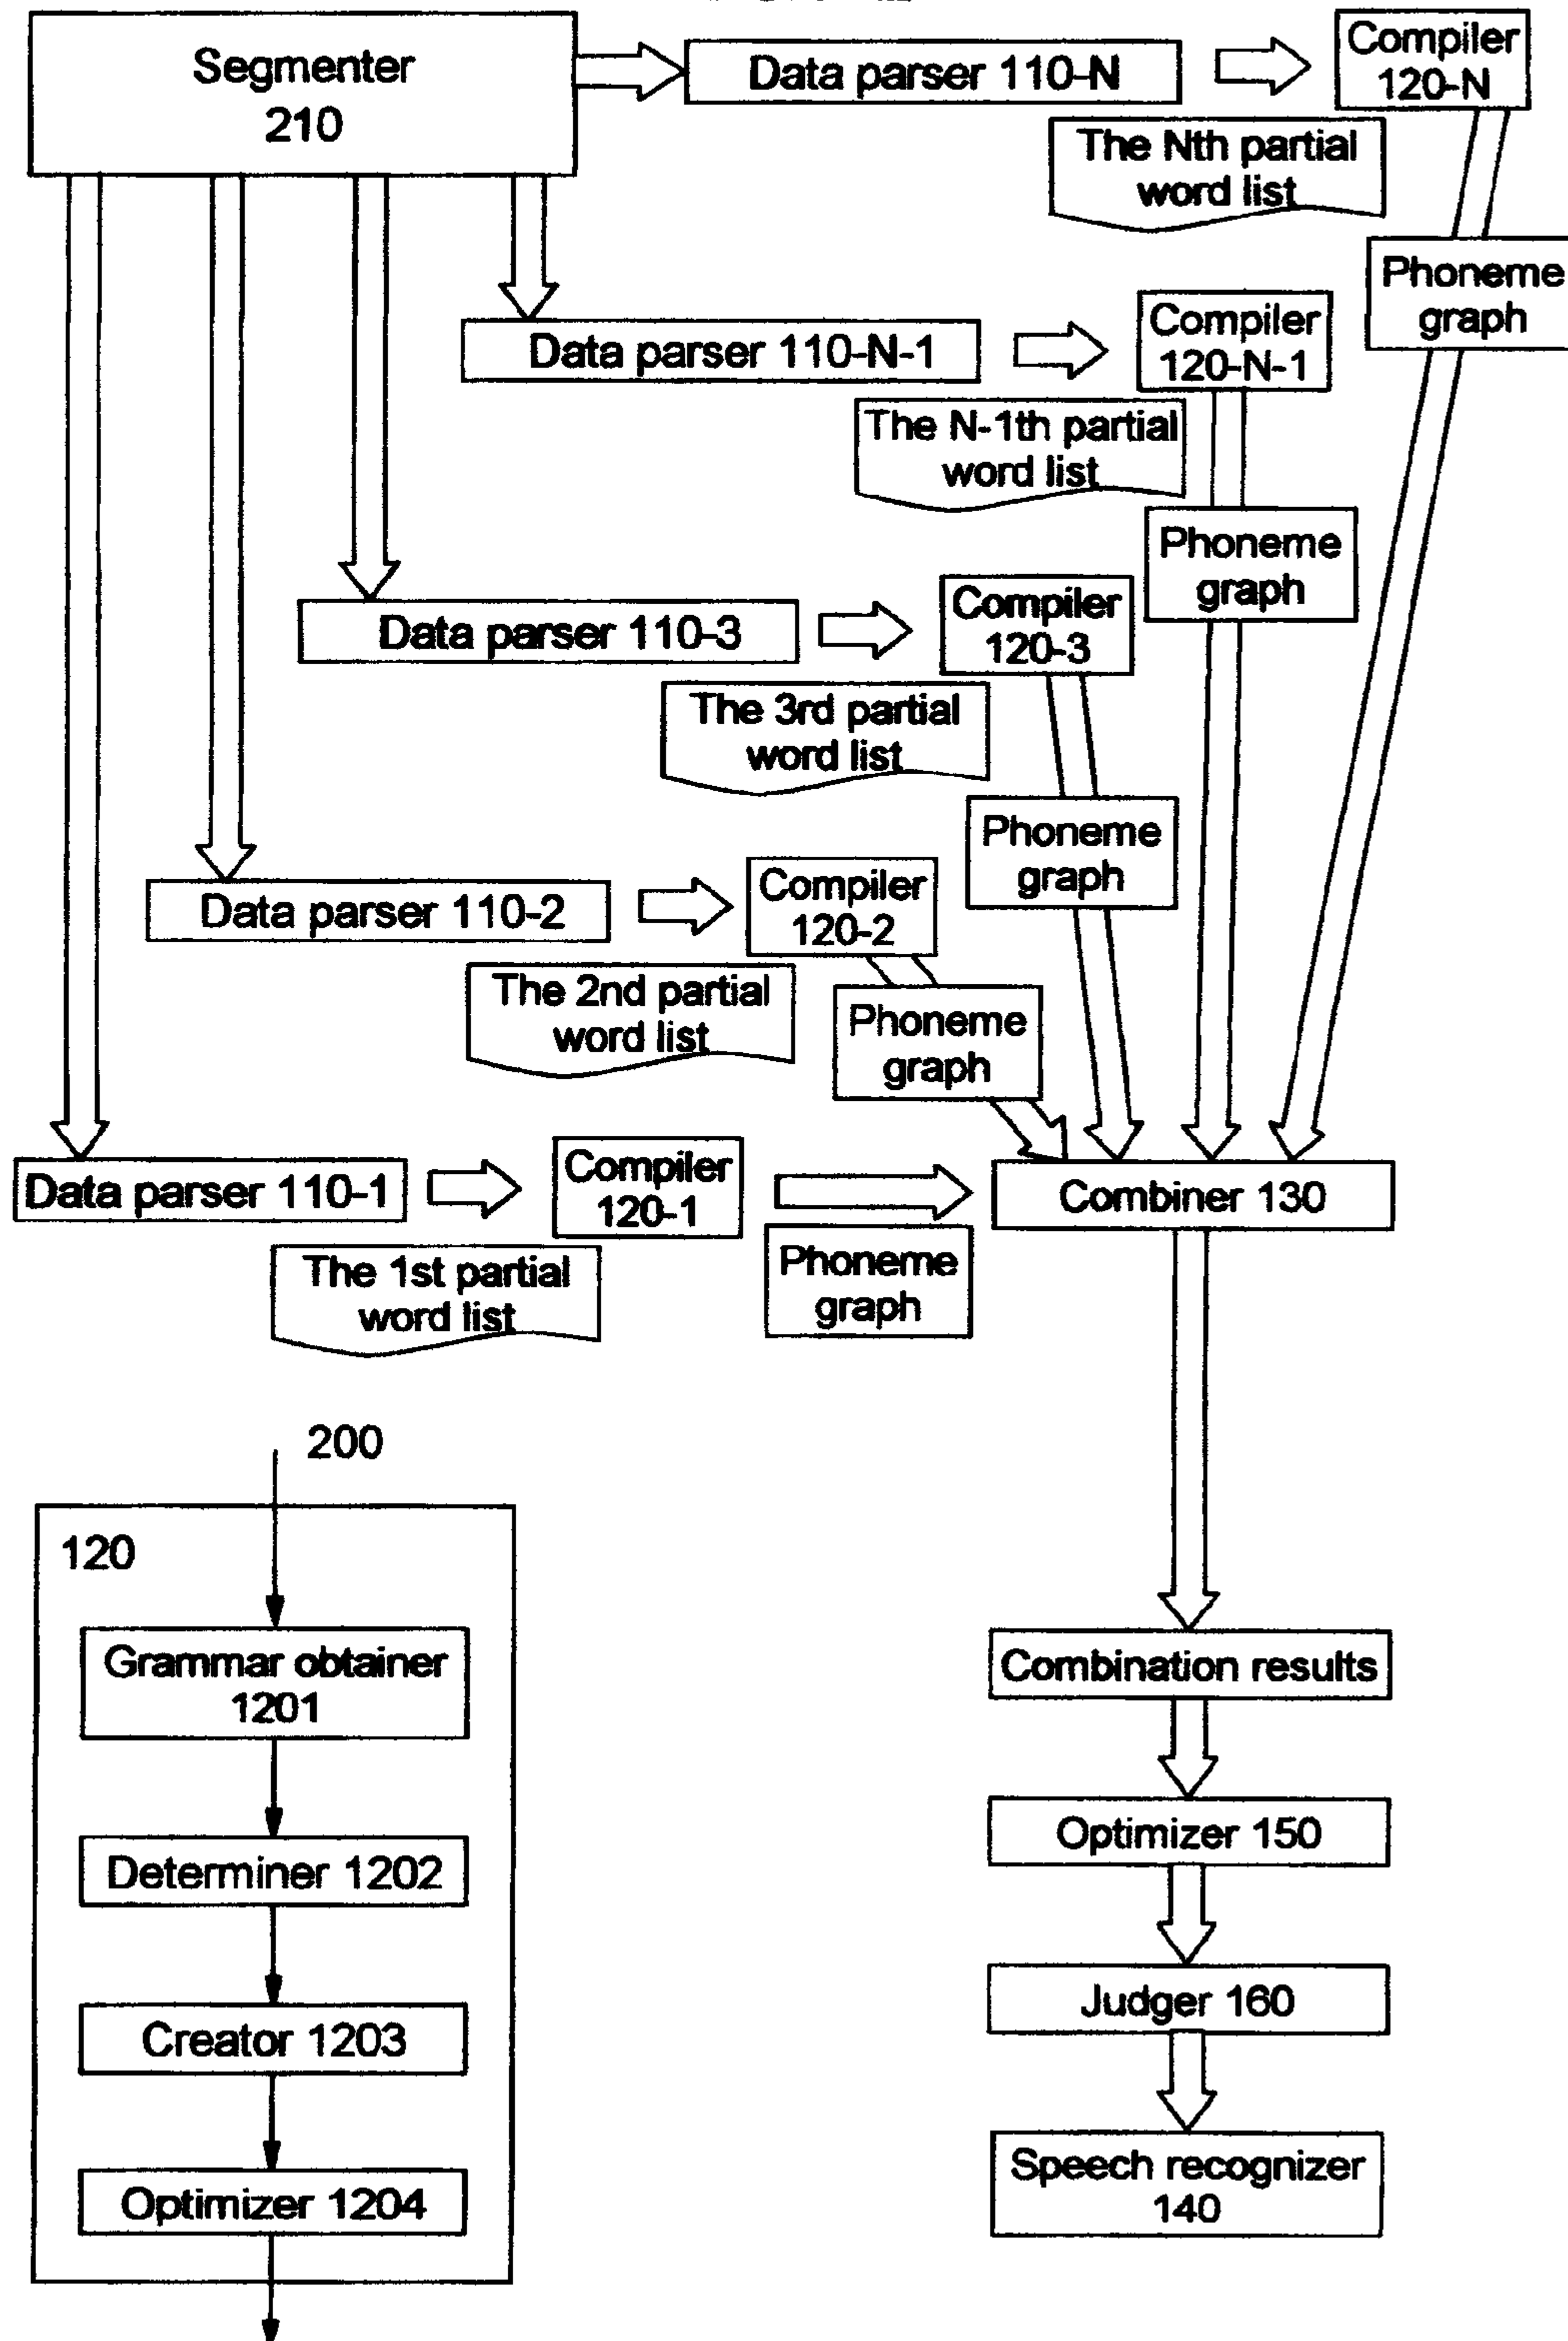 Segmenter
210
Data parser 110-N
Compiler
120-N
The Nth partial
word list
Phoneme
graph
Data parser 110-N-1
Compiler
120-N-1
The N-1th partial
word list
Phoneme
graph
Data parser 110-3
Compiler
120-3
The 3rd partial
word list
Phoneme
graph
Data parser 110-2
Compiler
120-2
The 2nd partial
word list
Phoneme
graph
Data parser 110-1
Compiler
120-1
Combiner 130
The 1st partial
word list
Phoneme
graph
200
120
Grammar obtainer
1201
Determiner 1202
Creator 1203
Optimizer 1204
Combination results
Optimizer 150
Judger 160
Speech recognizer
140